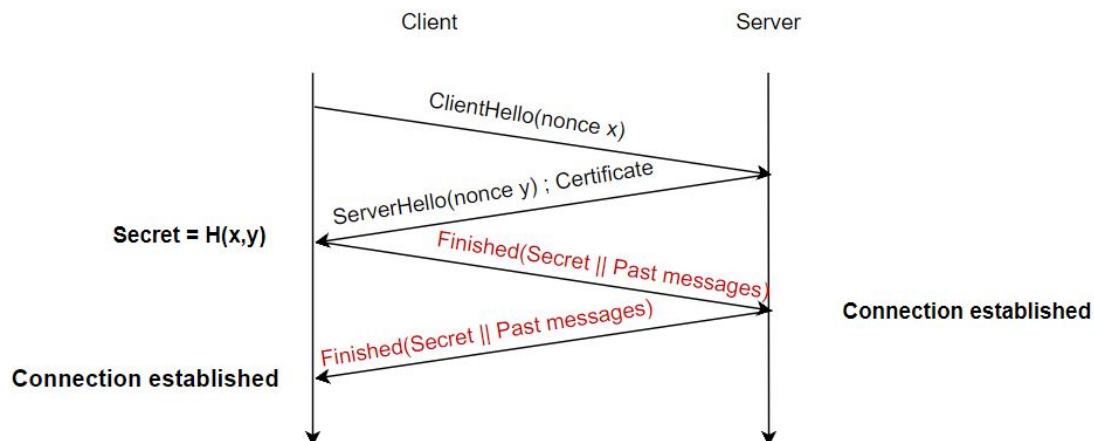 Client
Server
ClientHello(nonce x)
ServerHello(nonce y) ; Certificate
Secret = H(x,y)
Finished(Secret || Past messages)
Connection established
Finished(Secret || Past messages)
Connection established